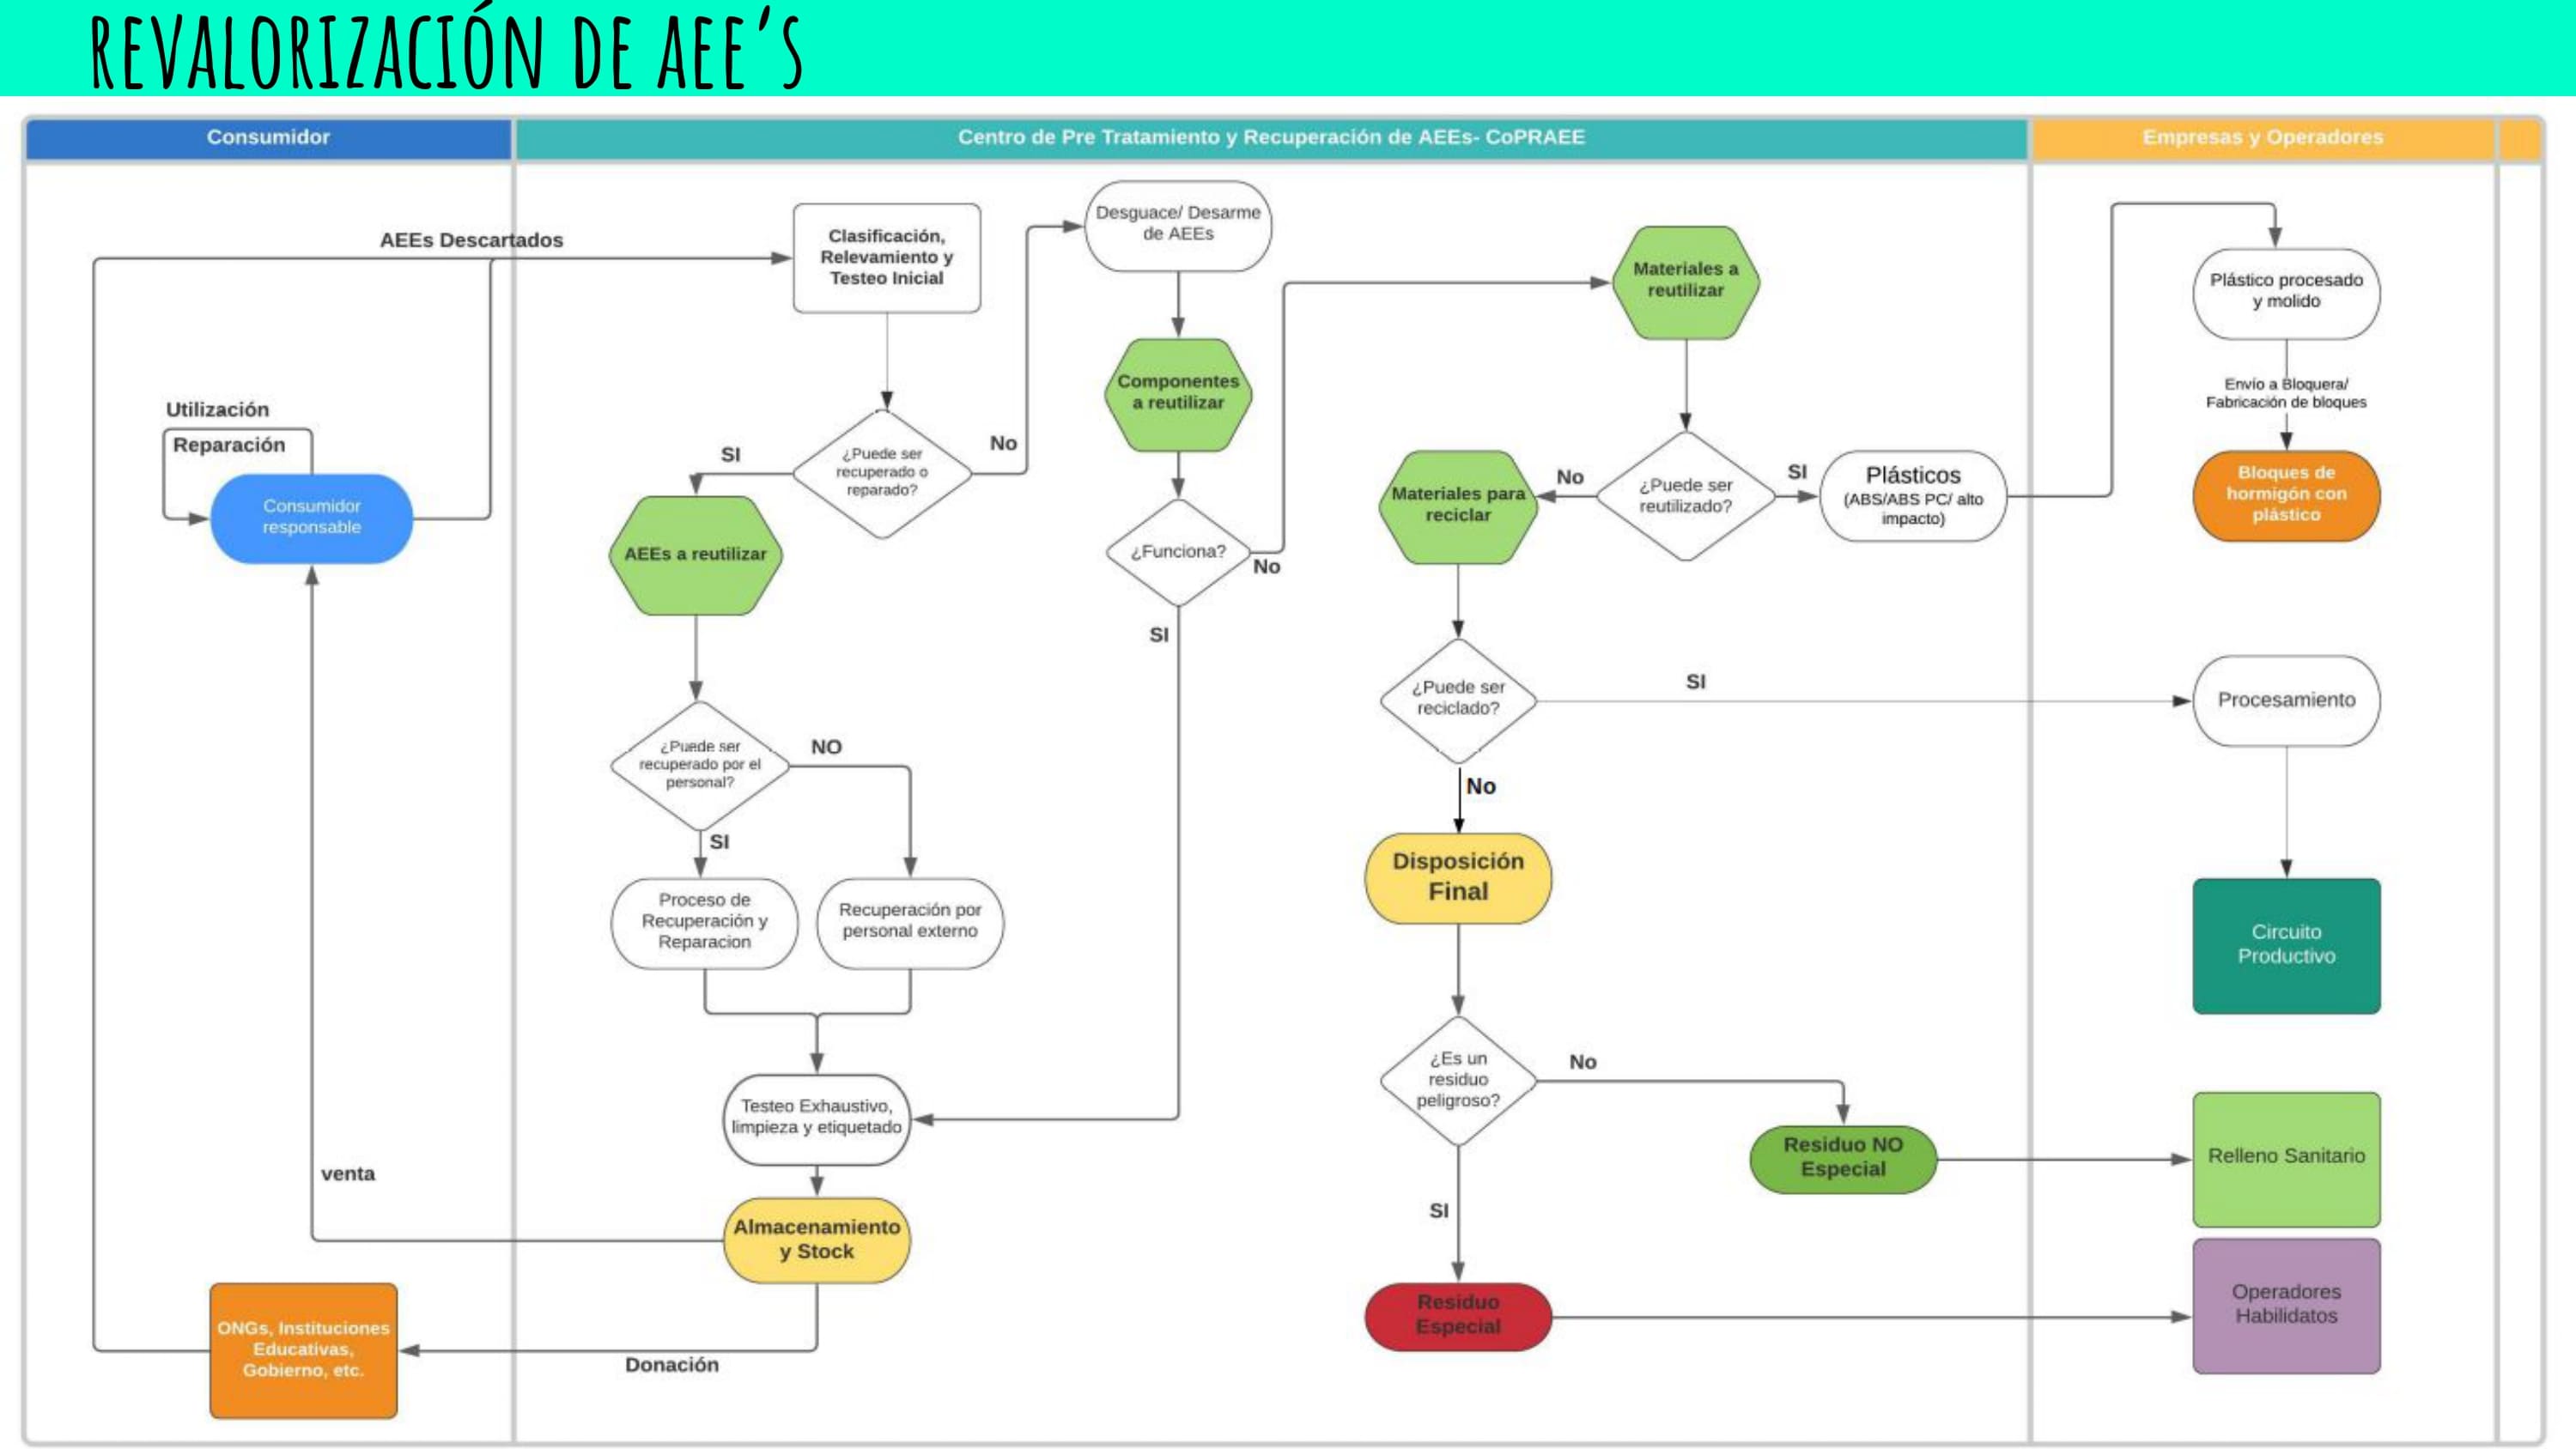 REVALORIZACIÓN DE AEE'S
Consumidor
Centro de Pre Tratamiento y Recuperación de AEEs- CoPRAEE
Empresas y Operadores
AEEs Descartados
Utilización
Reparación
Consumidor
responsable
venta
ONGs, Instituciones
Educativas,
Gobierno, etc.
Donación
Clasificación,
Relevamiento y
Testeo Inicial
¿Puede ser
recuperado o
reparado?
SI
No
AEEs a reutilizar
¿Puede ser
recuperado por el
personal?
NO
SI
Proceso de
Recuperación y
Reparacion
Recuperación por
personal externo
Testeo Exhaustivo,
limpieza y etiquetado
Almacenamiento
y Stock
Desguace/ Desarme
de AEEs
Componentes
a reutilizar
¿Funciona?
No
SI
Materiales a
reutilizar
¿Puede ser
reutilizado?
No
SI
Plásticos
(ABS/ABS PC/ alto
impacto)
Materiales para
reciclar
¿Puede ser
reciclado?
SI
No
Disposición
Final
¿Es un
residuo
peligroso?
No
SI
Residuo NO
Especial
Residuo
Especial
Plástico procesado
y molido
Envío a Bloquera/
Fabricación de bloques
Bloques de
hormigón con
plástico
Procesamiento
Circuito
Productivo
Relleno Sanitario
Operadores
Habilidatos